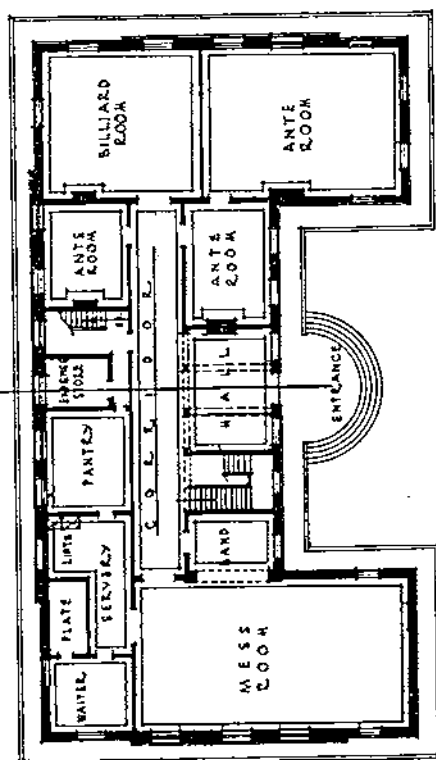 WAITER
PLATE
LIFTS
SERVERY
PANTRY
STORE
ANTE
ROOM
BILLIARD
ROOM
CORRIDOR
MESS
ROOM
BAND
HALL
ANTE
ROOM
ANTE
ROOM
ENTRANCE